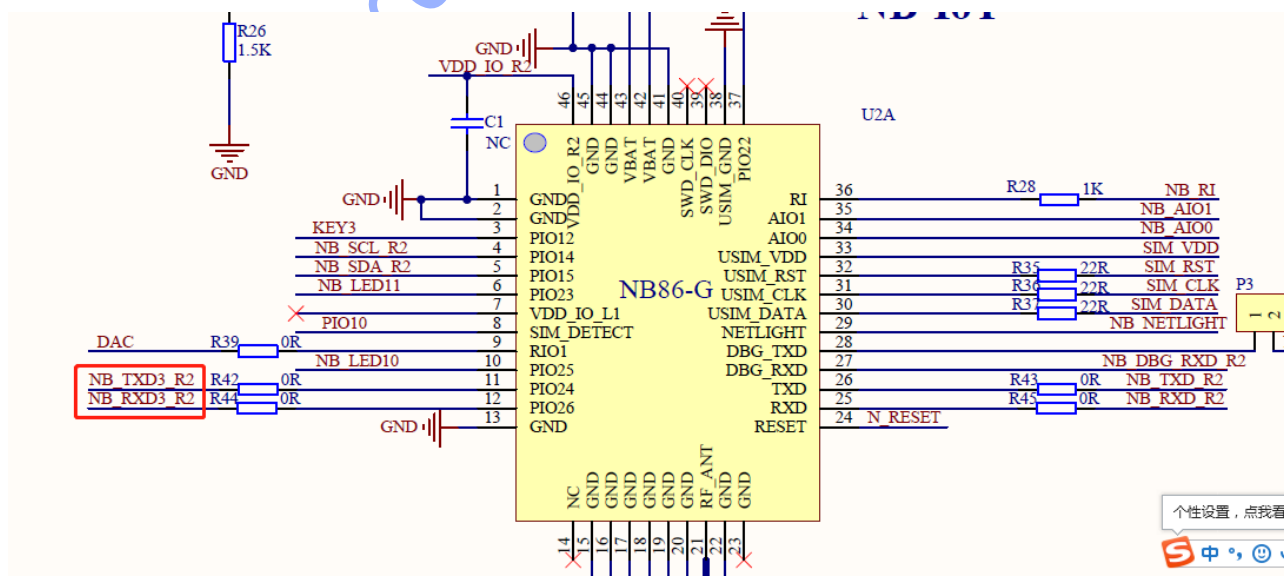 R26
1.5K
GND
GND
VDD_IO_R2
C1
NC
U2A
46
45
44
43
42
41
40
39
38
37
VDD_IO_R2
GND
GND
VBAT
VBAT
GND
SWD_CLK
SWD_DIO
USIM_GND
PIO22
GND
1 GND
2 GND
KEY3 3 PIO12
NB_SCL_R2 4 PIO14
NB_SDA_R2 5 PIO15
NB_LED11 6 PIO23
7 VDD_IO_L1
PIO10 8 SIM_DETECT
DAC R39 0R 9 RIO1
NB_LED10 10 PIO25
NB_TXD3_R2 R42 0R 11 PIO24
NB_RXD3_R2 R44 0R 12 PIO26
GND 13 GND
NB86-G
RI 36 R28 1K NB_RI
AIO1 35 NB_AIO1
AIO0 34 NB_AIO0
USIM_VDD 33 SIM_VDD
USIM_RST 32 R35 22R SIM_RST
USIM_CLK 31 R36 22R SIM_CLK
USIM_DATA 30 R37 22R SIM_DATA
NETLIGHT 29 NB_NETLIGHT
DBG_TXD 28
DBG_RXD 27 NB_DBG_RXD_R2
TXD 26 R43 0R NB_TXD_R2
RXD 25 R45 0R NB_RXD_R2
RESET 24 N_RESET
P3
1
2
NC
GND
GND
GND
GND
GND
GND
RF_ANT
GND
GND
14
15
16
17
18
19
20
21
22
23
个性设置，点我看
中